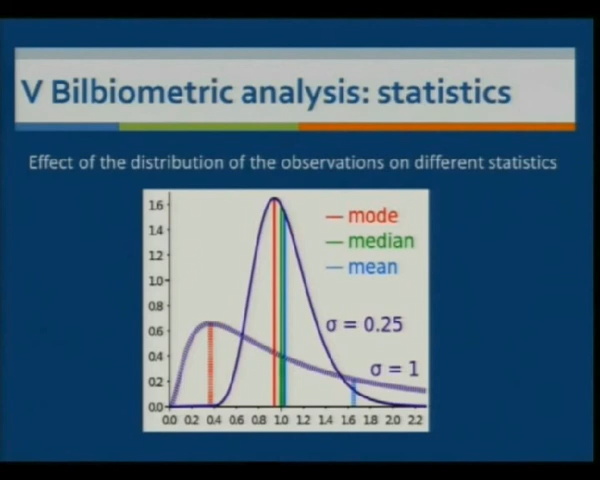 V Bilbiometric analysis: statistics
Effect of the distribution of the observations on different statistics
1.6
1.4
1.2
1.0
0.8
0.6
0.4
0.2
0.0
mode
median
mean
σ = 0.25
σ = 1
0.0 0.2 0.4 0.6 0.8 1.0 1.2 1.4 1.6 1.8 2.0 2.2